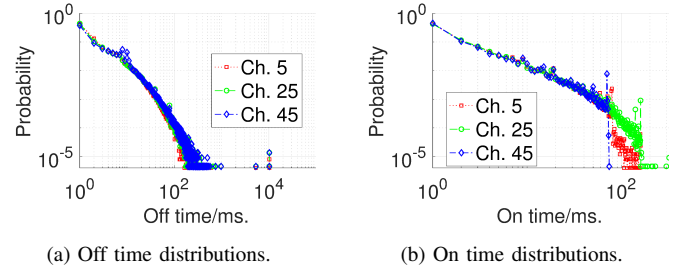 10^0
Probability
10^-5
Ch. 5
Ch. 25
Ch. 45
10^0
10^2
10^4
Off time/ms.
(a) Off time distributions.
10^0
Probability
10^-5
Ch. 5
Ch. 25
Ch. 45
10^0
10^2
On time/ms.
(b) On time distributions.